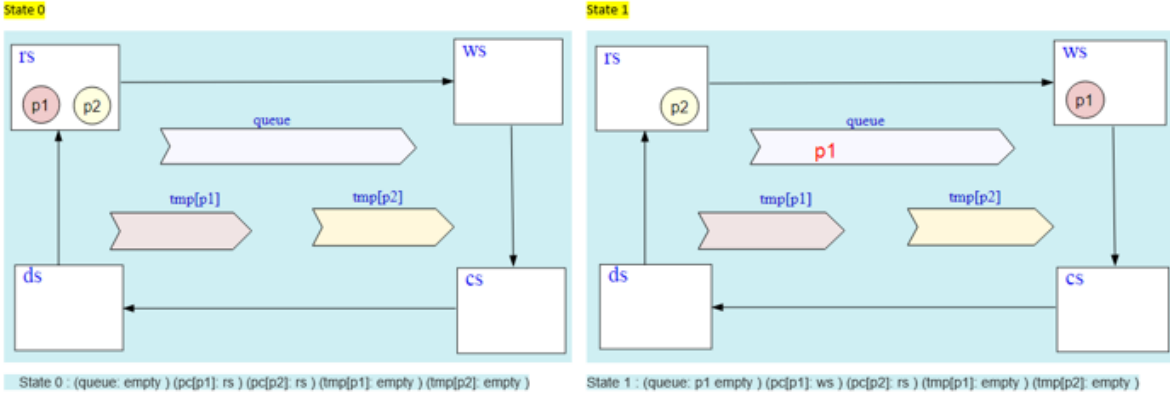 State 0
rs
ws
p1
p2
queue
tmp[p1]
tmp[p2]
ds
cs
State 0 : (queue: empty ) (pc[p1]: rs ) (pc[p2]: rs ) (tmp[p1]: empty ) (tmp[p2]: empty )
State 1
rs
ws
p2
p1
queue
p1
tmp[p1]
tmp[p2]
ds
cs
State 1 : (queue: p1 empty ) (pc[p1]: ws ) (pc[p2]: rs ) (tmp[p1]: empty ) (tmp[p2]: empty )